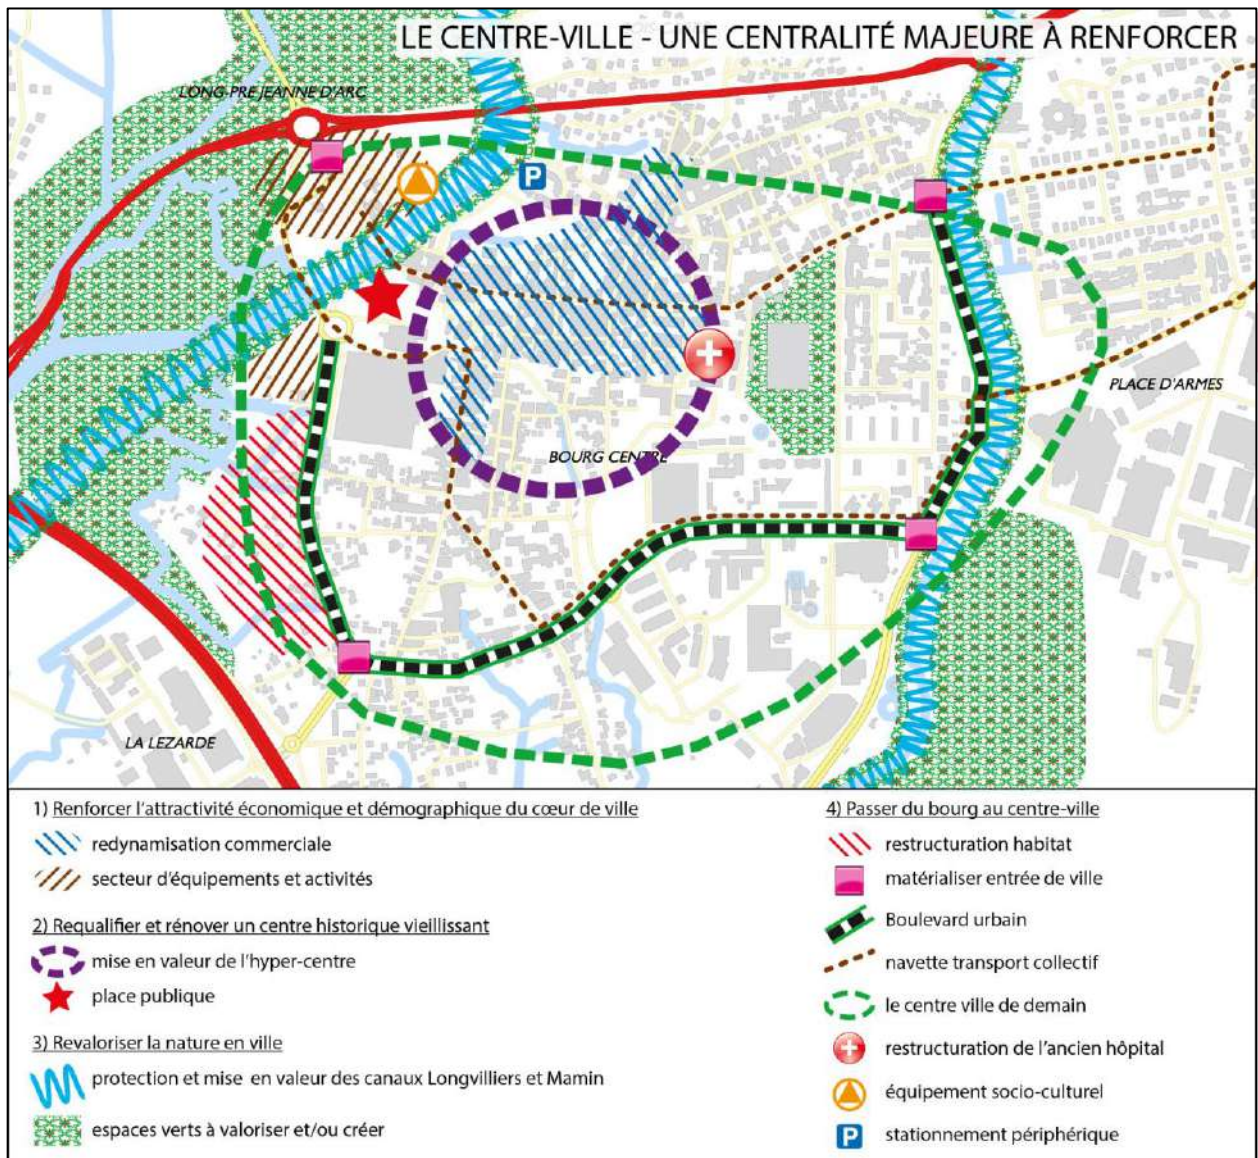 LE CENTRE-VILLE - UNE CENTRALITÉ MAJEURE À RENFORCER
LONG-PRE JEANNE D'ARC
P
PLACE D'ARMES
BOURG CENTRE
LA LEZARDE
1) Renforcer l'attractivité économique et démographique du cœur de ville
redynamisation commerciale
secteur d'équipements et activités
2) Requalifier et rénover un centre historique vieillissant
mise en valeur de l'hyper-centre
place publique
3) Revaloriser la nature en ville
protection et mise en valeur des canaux Longvilliers et Mamin
espaces verts à valoriser et/ou créer
4) Passer du bourg au centre-ville
restructuration habitat
matérialiser entrée de ville
Boulevard urbain
navette transport collectif
le centre ville de demain
restructuration de l'ancien hôpital
équipement socio-culturel
P stationnement périphérique